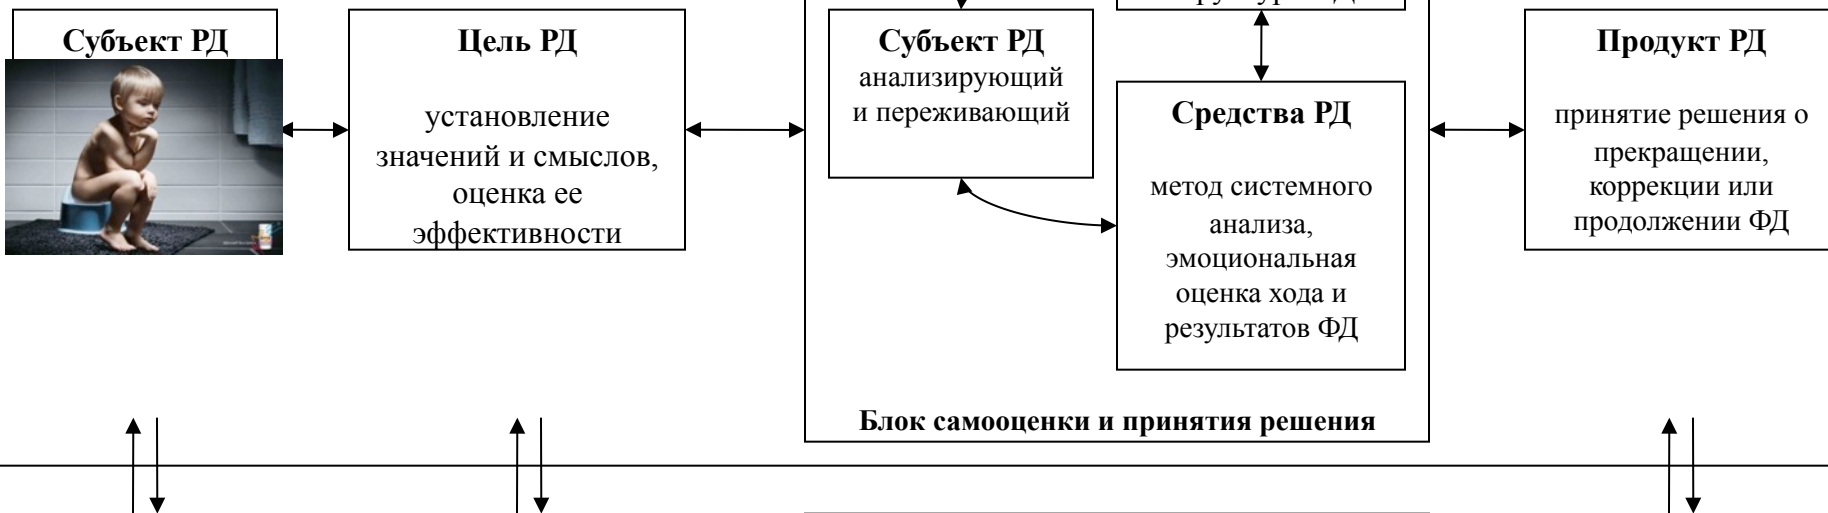 Субъект РД
Цель РД
установление
значений и смыслов,
оценка ее
эффективности
Субъект РД
анализирующий
и переживающий
Средства РД
метод системного
анализа,
эмоциональная
оценка хода и
результатов ФД
Блок самооценки и принятия решения
Продукт РД
принятие решения о
прекращении,
коррекции или
продолжении ФД